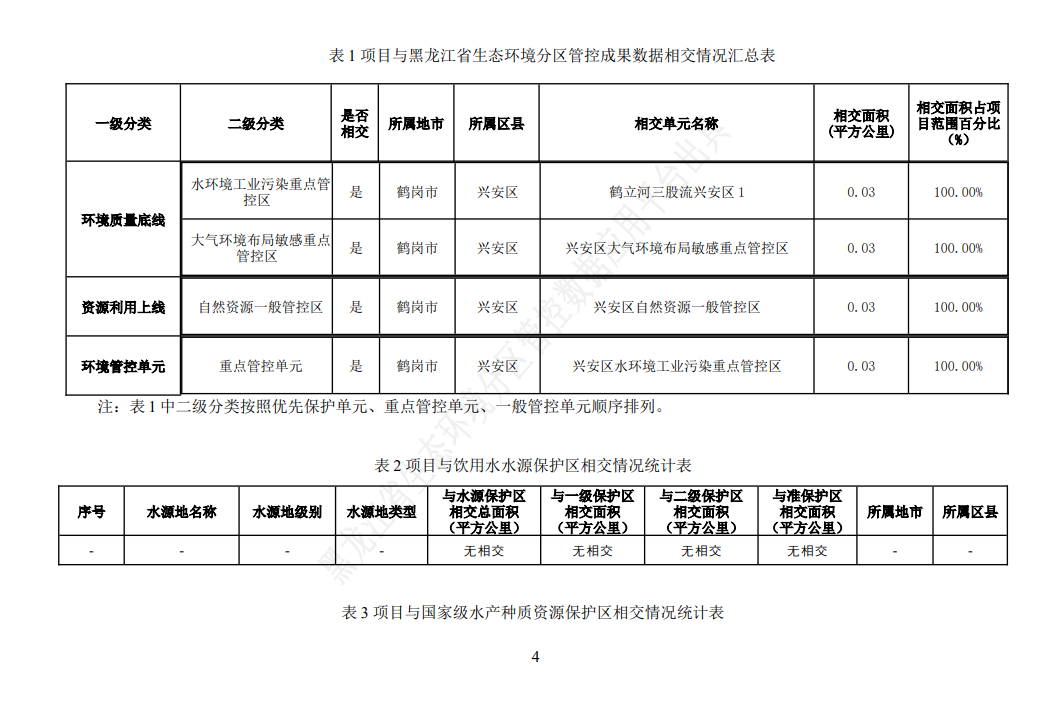 表 1 项目与黑龙江省生态环境分区管控成果数据相交情况汇总表
一级分类 二级分类 是否相交 所属地市 所属区县 相交单元名称 相交面积(平方公里) 相交面积占项目范围百分比（%）
环境质量底线 水环境工业污染重点管控区 是 鹤岗市 兴安区 鹤立河三股流兴安区 1 0.03 100.00%
大气环境布局敏感重点管控区 是 鹤岗市 兴安区 兴安区大气环境布局敏感重点管控区 0.03 100.00%
资源利用上线 自然资源一般管控区 是 鹤岗市 兴安区 兴安区自然资源一般管控区 0.03 100.00%
环境管控单元 重点管控单元 是 鹤岗市 兴安区 兴安区水环境工业污染重点管控区 0.03 100.00%
注：表 1 中二级分类按照优先保护单元、重点管控单元、一般管控单元顺序排列。
表 2 项目与饮用水水源保护区相交情况统计表
序号 水源地名称 水源地级别 水源地类型 与水源保护区相交总面积（平方公里） 与一级保护区相交面积（平方公里） 与二级保护区相交面积（平方公里） 与准保护区相交面积（平方公里） 所属地市 所属区县
- - - - 无相交 无相交 无相交 无相交 - -
表 3 项目与国家级水产种质资源保护区相交情况统计表
4
黑龙江省生态环境分区管控数据应用平台出具